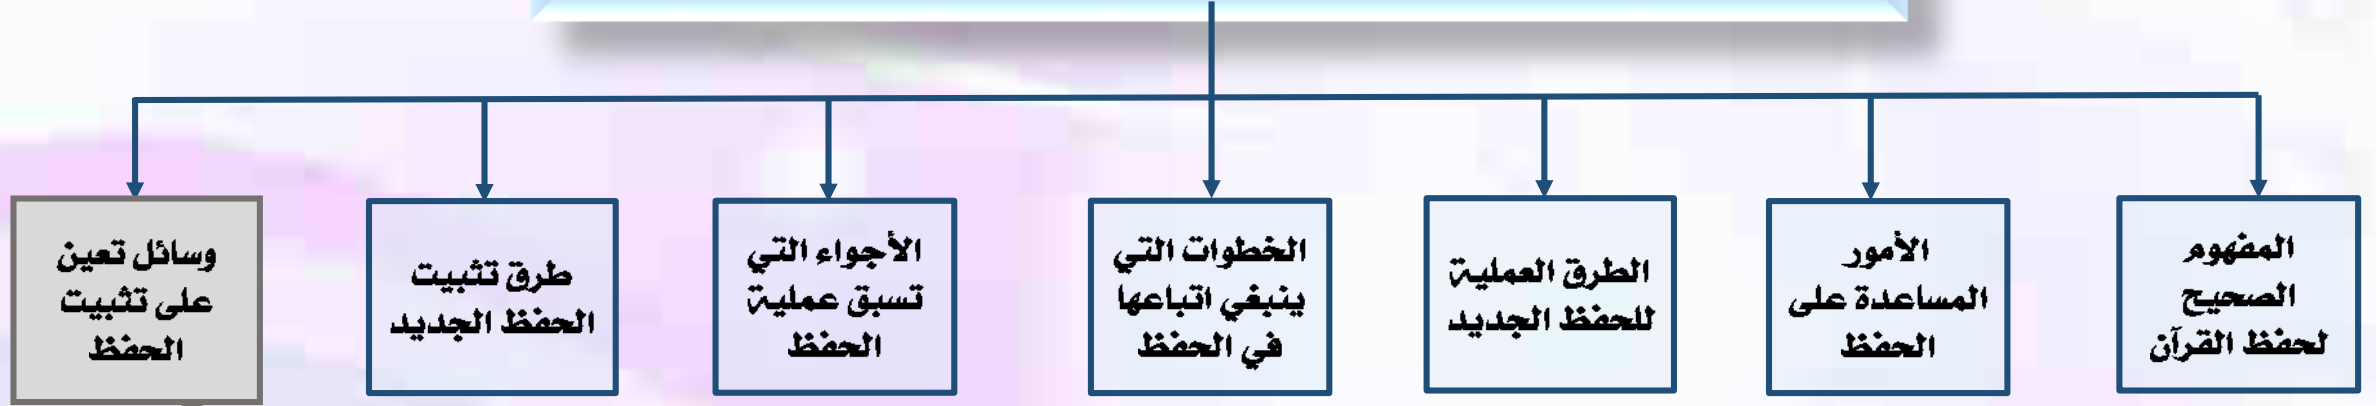 المفهوم
الصحيح
لحفظ القرآن
الأمور
المساعدة على
الحفظ
الطرق العملية
للحفظ الجديد
الخطوات التي
ينبغي اتباعها
في الحفظ
الأجواء التي
تسبق عملية
الحفظ
طرق تثبيت
الحفظ الجديد
وسائل تعين
على تثبيت
الحفظ